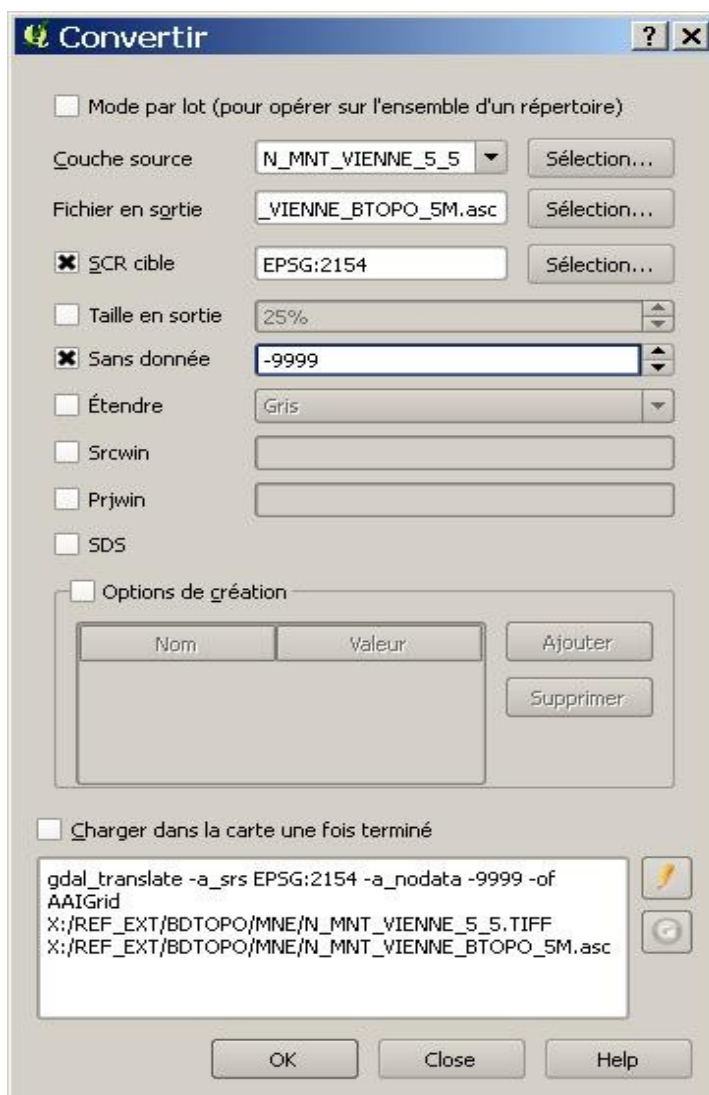 Convertir
Mode par lot (pour opérer sur l'ensemble d'un répertoire)
Couche source N_MNT_VIENNE_5_5 Sélection...
Fichier en sortie _VIENNE_BTOPO_5M.asc Sélection...
SCR cible EPSG:2154 Sélection...
Taille en sortie 25%
Sans donnée -9999
Étendre Gris
Srcwin
Prjwin
SDS
Options de création
Nom Valeur Ajouter
Supprimer
Charger dans la carte une fois terminé
gdal_translate -a_srs EPSG:2154 -a_nodata -9999 -of
AAIGrid
X:/REF_EXT/BDTOPO/MNE/N_MNT_VIENNE_5_5.TIFF
X:/REF_EXT/BDTOPO/MNE/N_MNT_VIENNE_BTOPO_5M.asc
OK Close Help